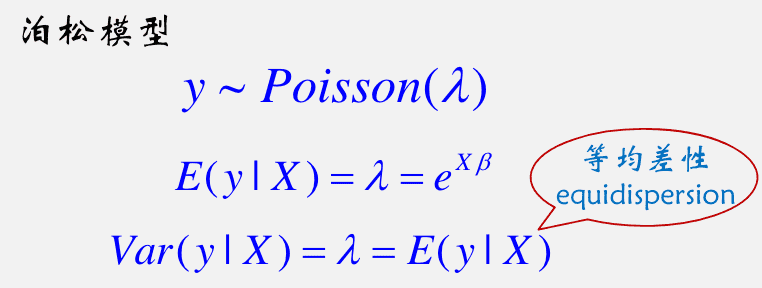 泊松模型
y ~ Poisson(λ)
E(y | X) = λ = e^{Xβ}
等均差性
equidispersion
Var(y | X) = λ = E(y | X)